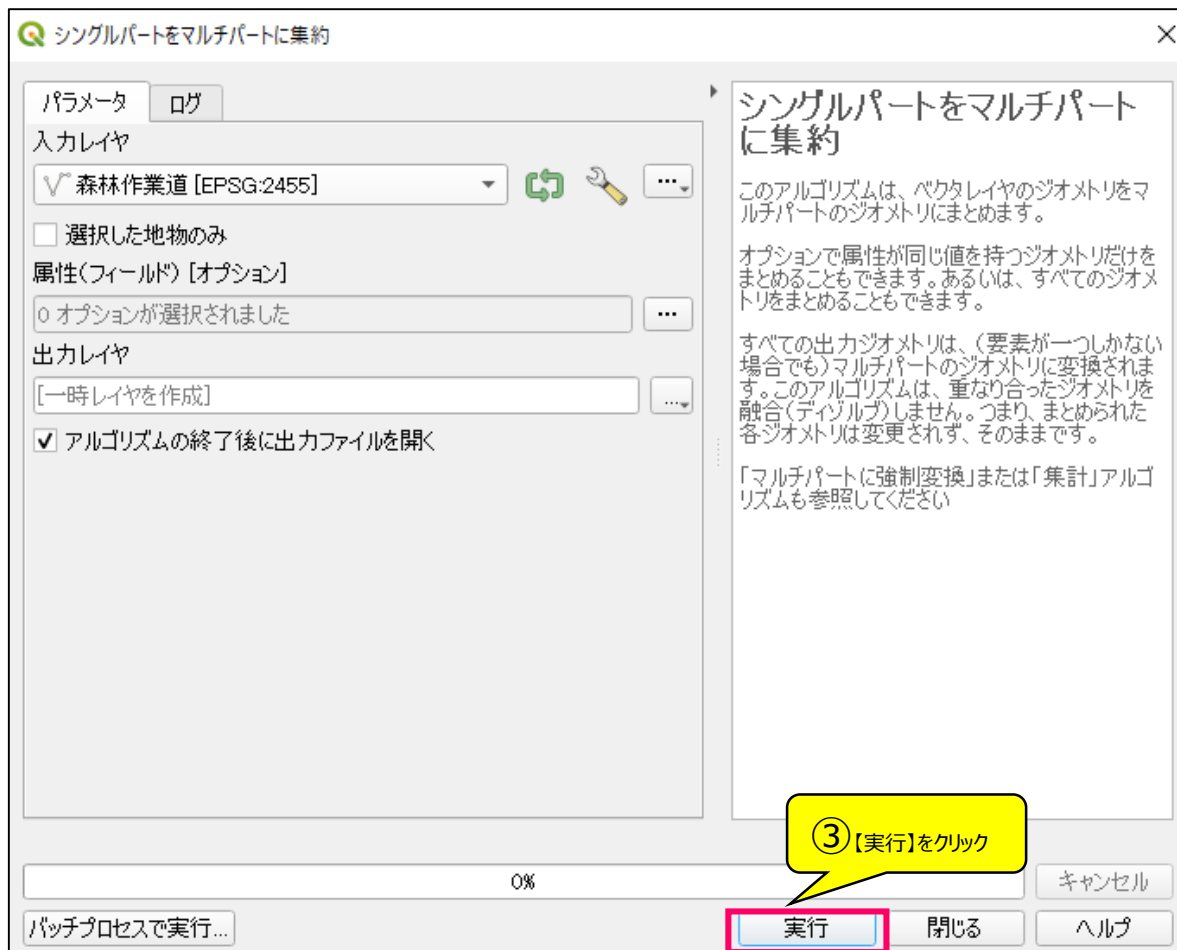 シングルパートをマルチパートに集約
パラメータ ログ
入力レイヤ
森林作業道 [EPSG:2455]
選択した地物のみ
属性(フィールド) [オプション]
0 オプションが選択されました
出力レイヤ
[一時レイヤを作成]
アルゴリズムの終了後に出力ファイルを開く
シングルパートをマルチパート
に集約
このアルゴリズムは、ベクタレイヤのジオメトリをマ
ルチパートのジオメトリにまとめます。
オプションで属性が同じ値を持つジオメトリだけを
まとめることもできます。あるいは、すべてのジオメ
トリをまとめることもできます。
すべての出力ジオメトリは、(要素が一つしかない
場合でも)マルチパートのジオメトリに変換されま
す。このアルゴリズムは、重なり合ったジオメトリを
融合(ディゾルブ)しません。つまり、まとめられた
各ジオメトリは変更されず、そのままです。
「マルチパートに強制変換」または「集計」アルゴ
リズムも参照してください
③【実行】をクリック
0%
キャンセル
バッチプロセスで実行...
実行
閉じる
ヘルプ